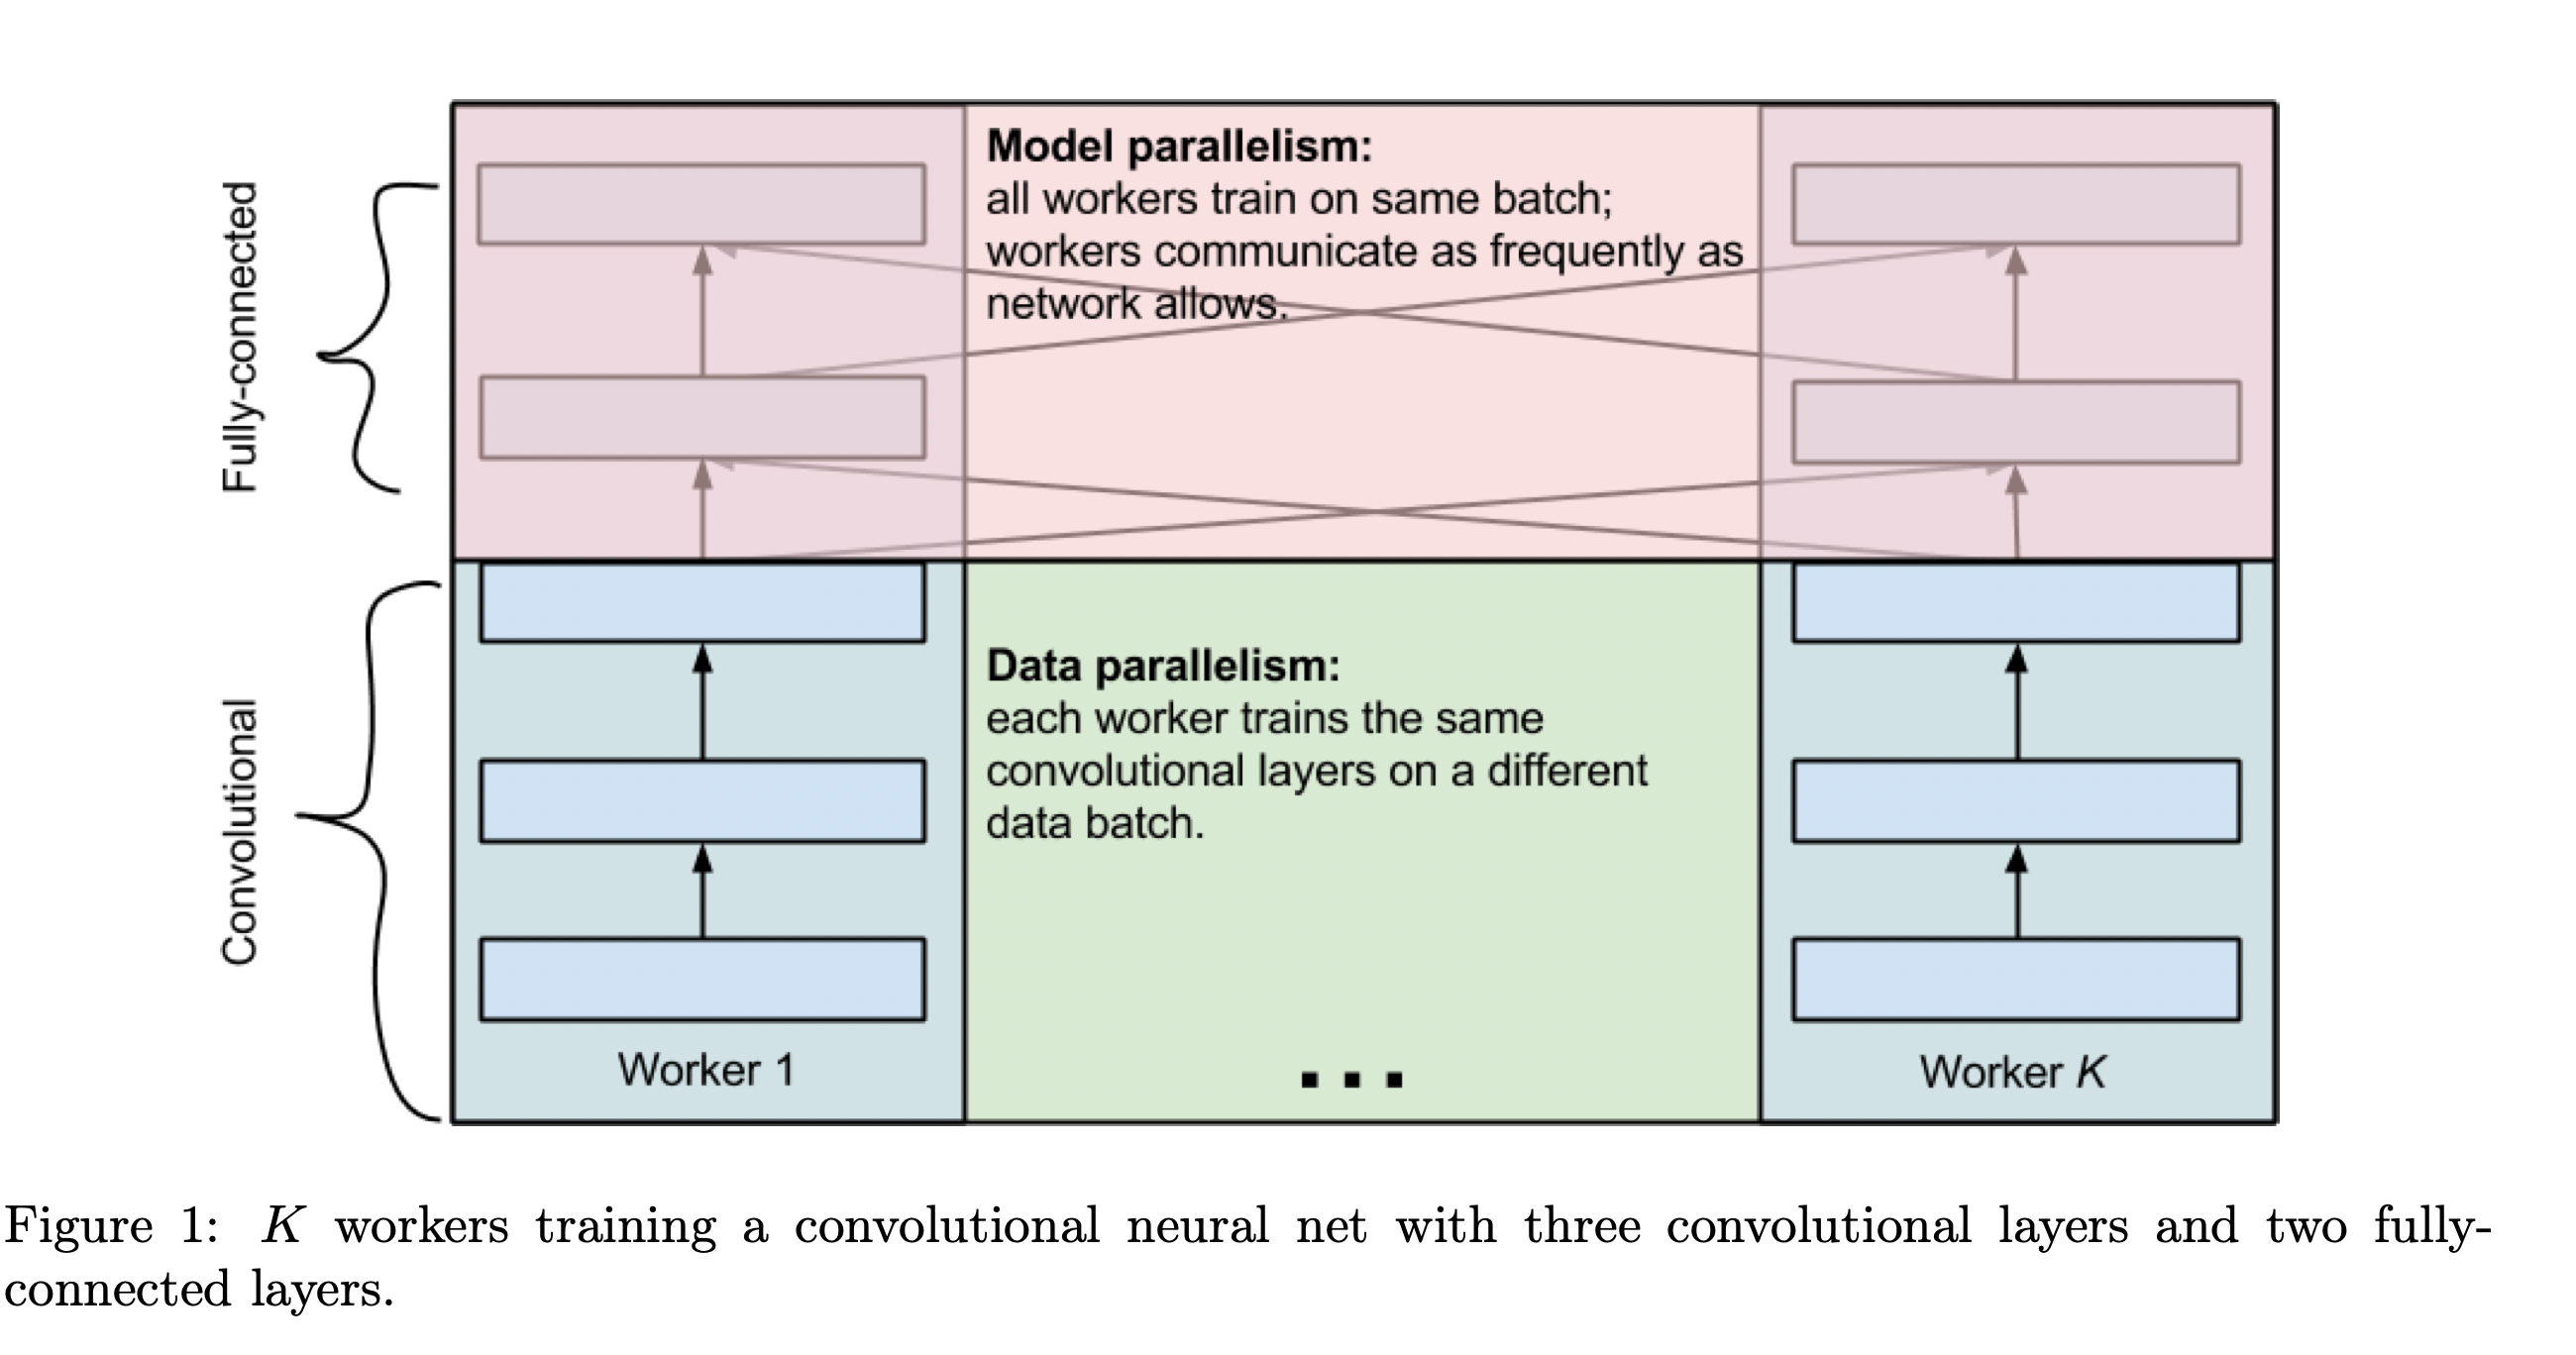 Fully-connected
Model parallelism:
all workers train on same batch;
workers communicate as frequently as
network allows.
Convolutional
Data parallelism:
each worker trains the same
convolutional layers on a different
data batch.
Worker 1
...
Worker K
Figure 1: K workers training a convolutional neural net with three convolutional layers and two fully-
connected layers.